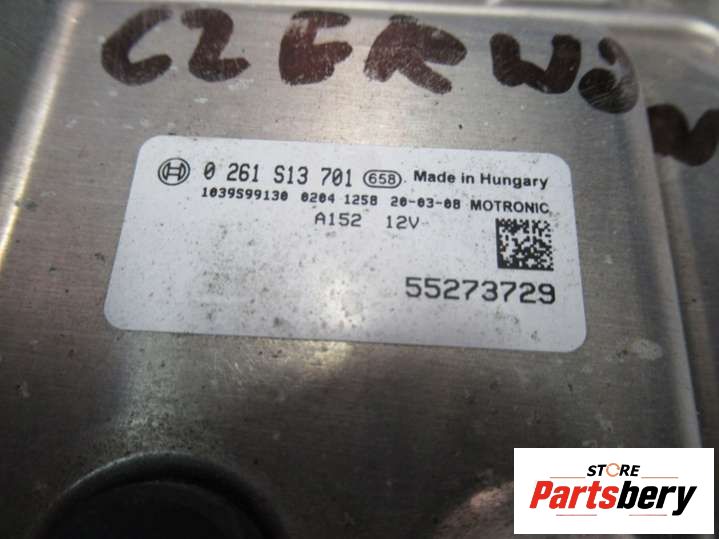 CZERWO
N
0 261 S13 701 658 Made in Hungary
1039S99130 0204 1258 20-03-08 MOTRONIC
A152 12V
55273729
STORE
Partsbery